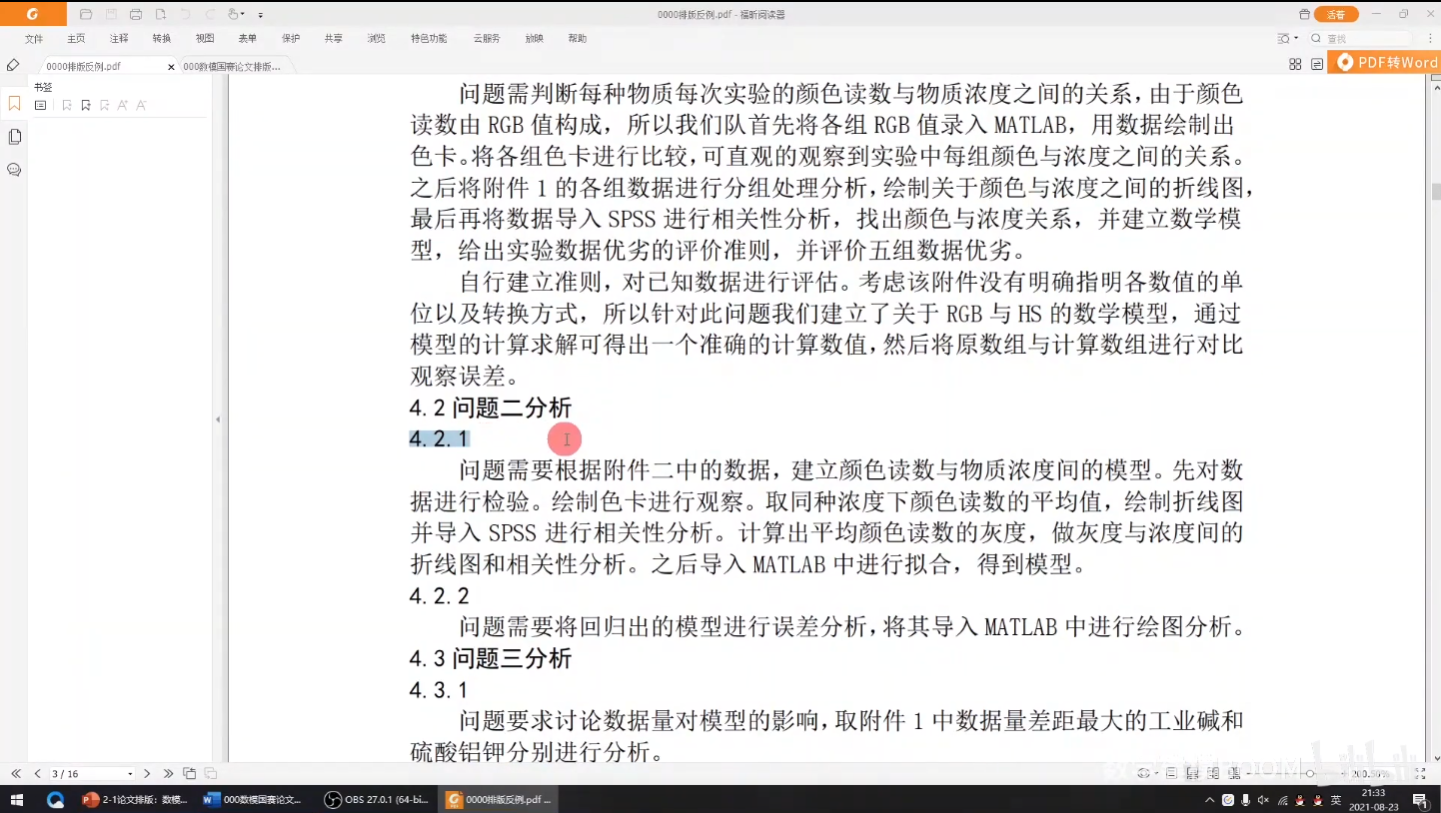 0000排版反例.pdf - 福昕阅读器
活着
文件 主页 注释 转换 视图 表单 保护 共享 浏览 特色功能 云服务 放映 帮助
查找
0000排版反例.pdf 000数模国赛论文排版...
PDF转Word
书签
问题需判断每种物质每次实验的颜色读数与物质浓度之间的关系，由于颜色
读数由 RGB 值构成，所以我们队首先将各组 RGB 值录入 MATLAB，用数据绘制出
色卡。将各组色卡进行比较，可直观的观察到实验中每组颜色与浓度之间的关系。
之后将附件 1 的各组数据进行分组处理分析，绘制关于颜色与浓度之间的折线图，
最后再将数据导入 SPSS 进行相关性分析，找出颜色与浓度关系，并建立数学模
型，给出实验数据优劣的评价准则，并评价五组数据优劣。
自行建立准则，对已知数据进行评估。考虑该附件没有明确指明各数值的单
位以及转换方式，所以针对此问题我们建立了关于 RGB 与 HS 的数学模型，通过
模型的计算求解可得出一个准确的计算数值，然后将原数组与计算数组进行对比
观察误差。
4.2 问题二分析
4.2.1
问题需要根据附件二中的数据，建立颜色读数与物质浓度间的模型。先对数
据进行检验。绘制色卡进行观察。取同种浓度下颜色读数的平均值，绘制折线图
并导入 SPSS 进行相关性分析。计算出平均颜色读数的灰度，做灰度与浓度间的
折线图和相关性分析。之后导入 MATLAB 中进行拟合，得到模型。
4.2.2
问题需要将回归出的模型进行误差分析，将其导入 MATLAB 中进行绘图分析。
4.3 问题三分析
4.3.1
问题要求讨论数据量对模型的影响，取附件 1 中数据量差距最大的工业碱和
硫酸铝钾分别进行分析。
3 / 16
2-1论文排版：数模... 000数模国赛论文... OBS 27.0.1 (64-bi... 0000排版反例.pdf ...
英
21:33
2021-08-23